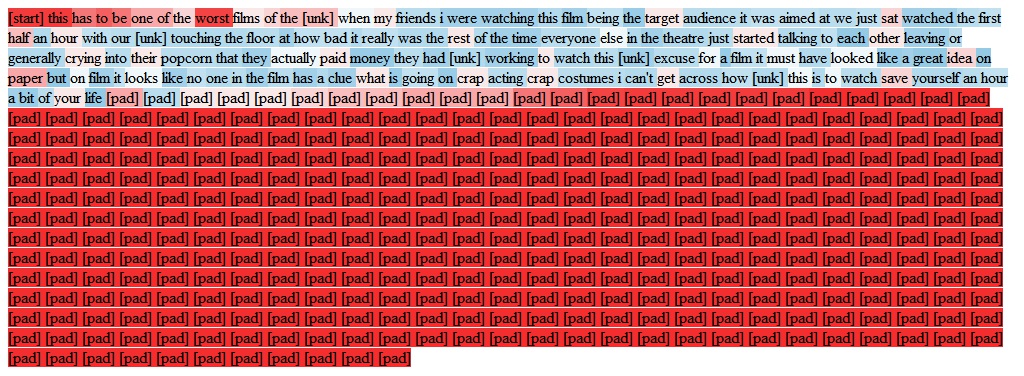 [start] this has to be one of the worst films of the [unk] when my friends i were watching this film being the target audience it was aimed at we just sat watched the first
half an hour with our [unk] touching the floor at how bad it really was the rest of the time everyone else in the theatre just started talking to each other leaving or
generally crying into their popcorn that they actually paid money they had [unk] working to watch this [unk] excuse for a film it must have looked like a great idea on
paper but on film it looks like no one in the film has a clue what is going on crap acting crap costumes i can't get across how [unk] this is to watch save yourself an hour
a bit of your life [pad] [pad] [pad] [pad] [pad] [pad] [pad] [pad] [pad] [pad] [pad] [pad] [pad] [pad] [pad] [pad] [pad] [pad] [pad] [pad] [pad] [pad] [pad] [pad]
[pad] [pad] [pad] [pad] [pad] [pad] [pad] [pad] [pad] [pad] [pad] [pad] [pad] [pad] [pad] [pad] [pad] [pad] [pad] [pad] [pad] [pad] [pad] [pad] [pad] [pad] [pad]
[pad] [pad] [pad] [pad] [pad] [pad] [pad] [pad] [pad] [pad] [pad] [pad] [pad] [pad] [pad] [pad] [pad] [pad] [pad] [pad] [pad] [pad] [pad] [pad] [pad] [pad] [pad]
[pad] [pad] [pad] [pad] [pad] [pad] [pad] [pad] [pad] [pad] [pad] [pad] [pad] [pad] [pad] [pad] [pad] [pad] [pad] [pad] [pad] [pad] [pad] [pad] [pad] [pad] [pad]
[pad] [pad] [pad] [pad] [pad] [pad] [pad] [pad] [pad] [pad] [pad] [pad] [pad] [pad] [pad] [pad] [pad] [pad] [pad] [pad] [pad] [pad] [pad] [pad] [pad] [pad] [pad]
[pad] [pad] [pad] [pad] [pad] [pad] [pad] [pad] [pad] [pad] [pad] [pad] [pad] [pad] [pad] [pad] [pad] [pad] [pad] [pad] [pad] [pad] [pad] [pad] [pad] [pad] [pad]
[pad] [pad] [pad] [pad] [pad] [pad] [pad] [pad] [pad] [pad] [pad] [pad] [pad] [pad] [pad] [pad] [pad] [pad] [pad] [pad] [pad] [pad] [pad] [pad] [pad] [pad] [pad]
[pad] [pad] [pad] [pad] [pad] [pad] [pad] [pad] [pad] [pad] [pad] [pad] [pad] [pad] [pad] [pad] [pad] [pad] [pad] [pad] [pad] [pad] [pad] [pad] [pad] [pad] [pad]
[pad] [pad] [pad] [pad] [pad] [pad] [pad] [pad] [pad] [pad] [pad] [pad] [pad] [pad] [pad] [pad] [pad] [pad] [pad] [pad] [pad] [pad] [pad] [pad] [pad] [pad] [pad]
[pad] [pad] [pad] [pad] [pad] [pad] [pad] [pad] [pad] [pad] [pad] [pad] [pad] [pad] [pad] [pad] [pad] [pad] [pad] [pad] [pad] [pad] [pad] [pad] [pad] [pad] [pad]
[pad] [pad] [pad] [pad] [pad] [pad] [pad] [pad] [pad] [pad] [pad] [pad] [pad] [pad] [pad] [pad] [pad] [pad] [pad] [pad] [pad] [pad] [pad] [pad] [pad] [pad] [pad]
[pad] [pad] [pad] [pad] [pad] [pad] [pad] [pad] [pad] [pad] [pad] [pad] [pad] [pad] [pad] [pad] [pad] [pad] [pad] [pad] [pad] [pad] [pad] [pad] [pad] [pad] [pad]
[pad] [pad] [pad] [pad] [pad] [pad] [pad] [pad] [pad] [pad] [pad] [pad] [pad] [pad] [pad] [pad] [pad] [pad] [pad] [pad] [pad] [pad] [pad] [pad] [pad] [pad] [pad]
[pad] [pad] [pad] [pad] [pad] [pad] [pad] [pad] [pad] [pad] [pad]